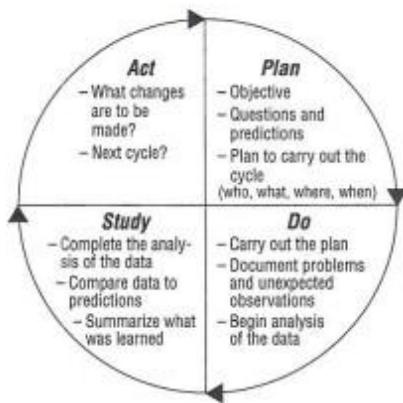 Act
– What changes
are to be
made?
– Next cycle?
Plan
– Objective
– Questions and
predictions
– Plan to carry out the
cycle
(who, what, where, when)
Study
– Complete the analy-
sis of the data
– Compare data to
predictions
– Summarize what
was learned
Do
– Carry out the plan
– Document problems
and unexpected
observations
– Begin analysis
of the data